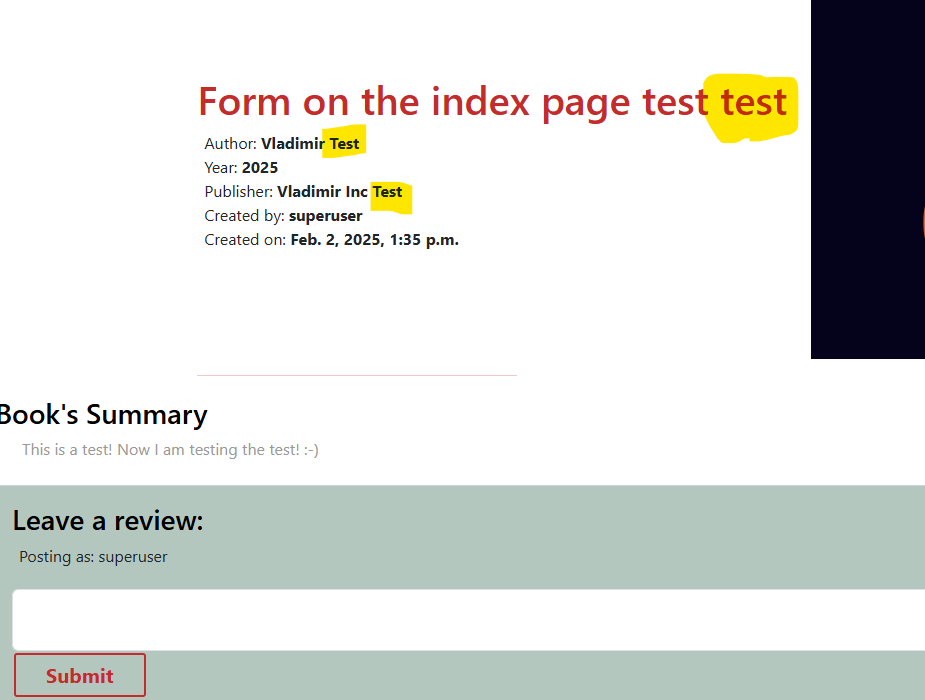 Form on the index page test test
Author: Vladimir Test
Year: 2025
Publisher: Vladimir Inc Test
Created by: superuser
Created on: Feb. 2, 2025, 1:35 p.m.
Book's Summary
This is a test! Now I am testing the test! :-)
Leave a review:
Posting as: superuser
Submit